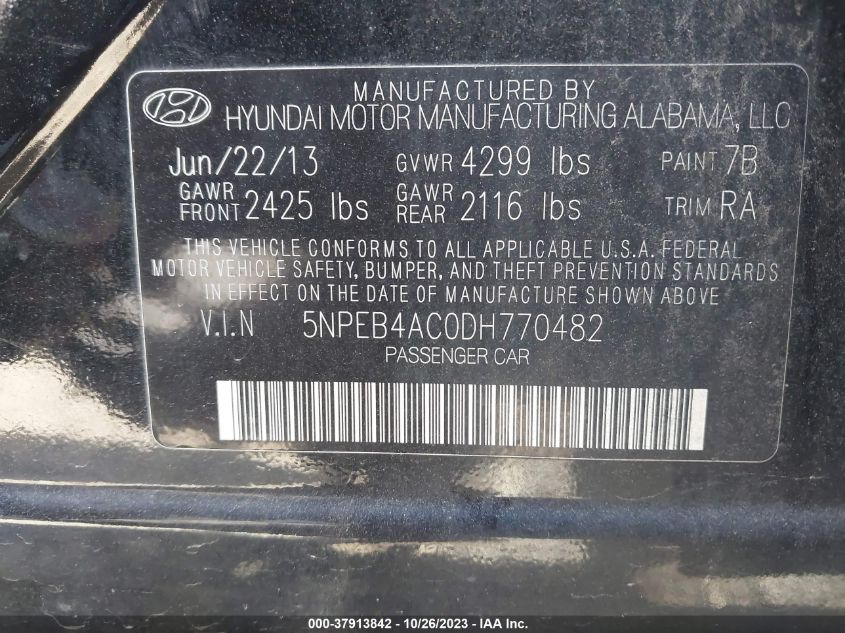 MANUFACTURED BY
HYUNDAI MOTOR MANUFACTURING ALABAMA, LLC
Jun/22/13 GVWR 4299 lbs PAINT 7B
GAWR FRONT 2425 lbs GAWR REAR 2116 lbs TRIM RA
THIS VEHICLE CONFORMS TO ALL APPLICABLE U.S.A. FEDERAL
MOTOR VEHICLE SAFETY, BUMPER, AND THEFT PREVENTION STANDARDS
IN EFFECT ON THE DATE OF MANUFACTURE SHOWN ABOVE
V.I.N 5NPEB4AC0DH770482
PASSENGER CAR
000-37913842 - 10/26/2023 - IAA Inc.